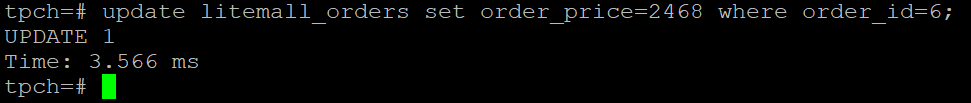 tpch=# update litemall_orders set order_price=2468 where order_id=6;
UPDATE 1
Time: 3.566 ms
tpch=#